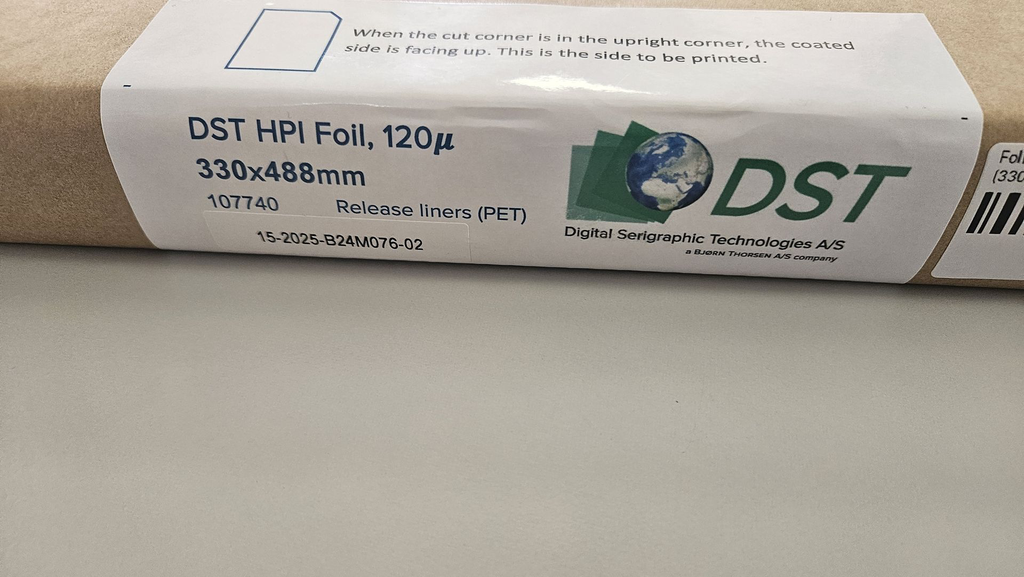 When the cut corner is in the upright corner, the coated
side is facing up. This is the side to be printed.
DST HPI Foil, 120µ
330x488mm
107740 Release liners (PET)
15-2025-B24M076-02
DST
Digital Serigraphic Technologies A/S
a BJØRN THORSEN A/S company
(330